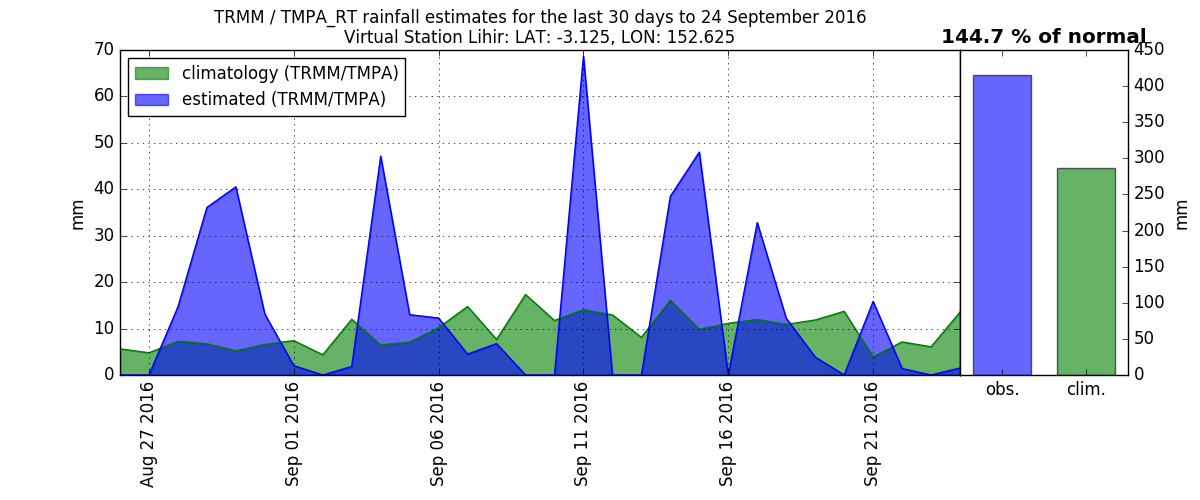 TRMM / TMPA_RT rainfall estimates for the last 30 days to 24 September 2016
Virtual Station Lihir: LAT: -3.125, LON: 152.625
144.7 % of normal
climatology (TRMM/TMPA)
estimated (TRMM/TMPA)
70
60
50
40
30
20
10
0
mm
Aug 27 2016
Sep 01 2016
Sep 06 2016
Sep 11 2016
Sep 16 2016
Sep 21 2016
450
400
350
300
250
200
150
100
50
0
mm
obs.
clim.